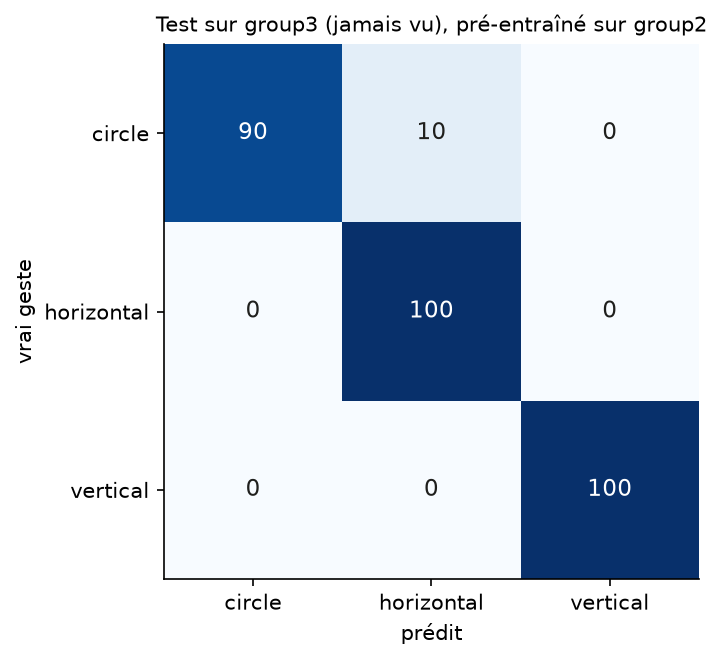 Test sur group3 (jamais vu), pré-entraîné sur group2
circle 90 10 0
vrai geste
horizontal 0 100 0
vertical 0 0 100
circle horizontal vertical
prédit